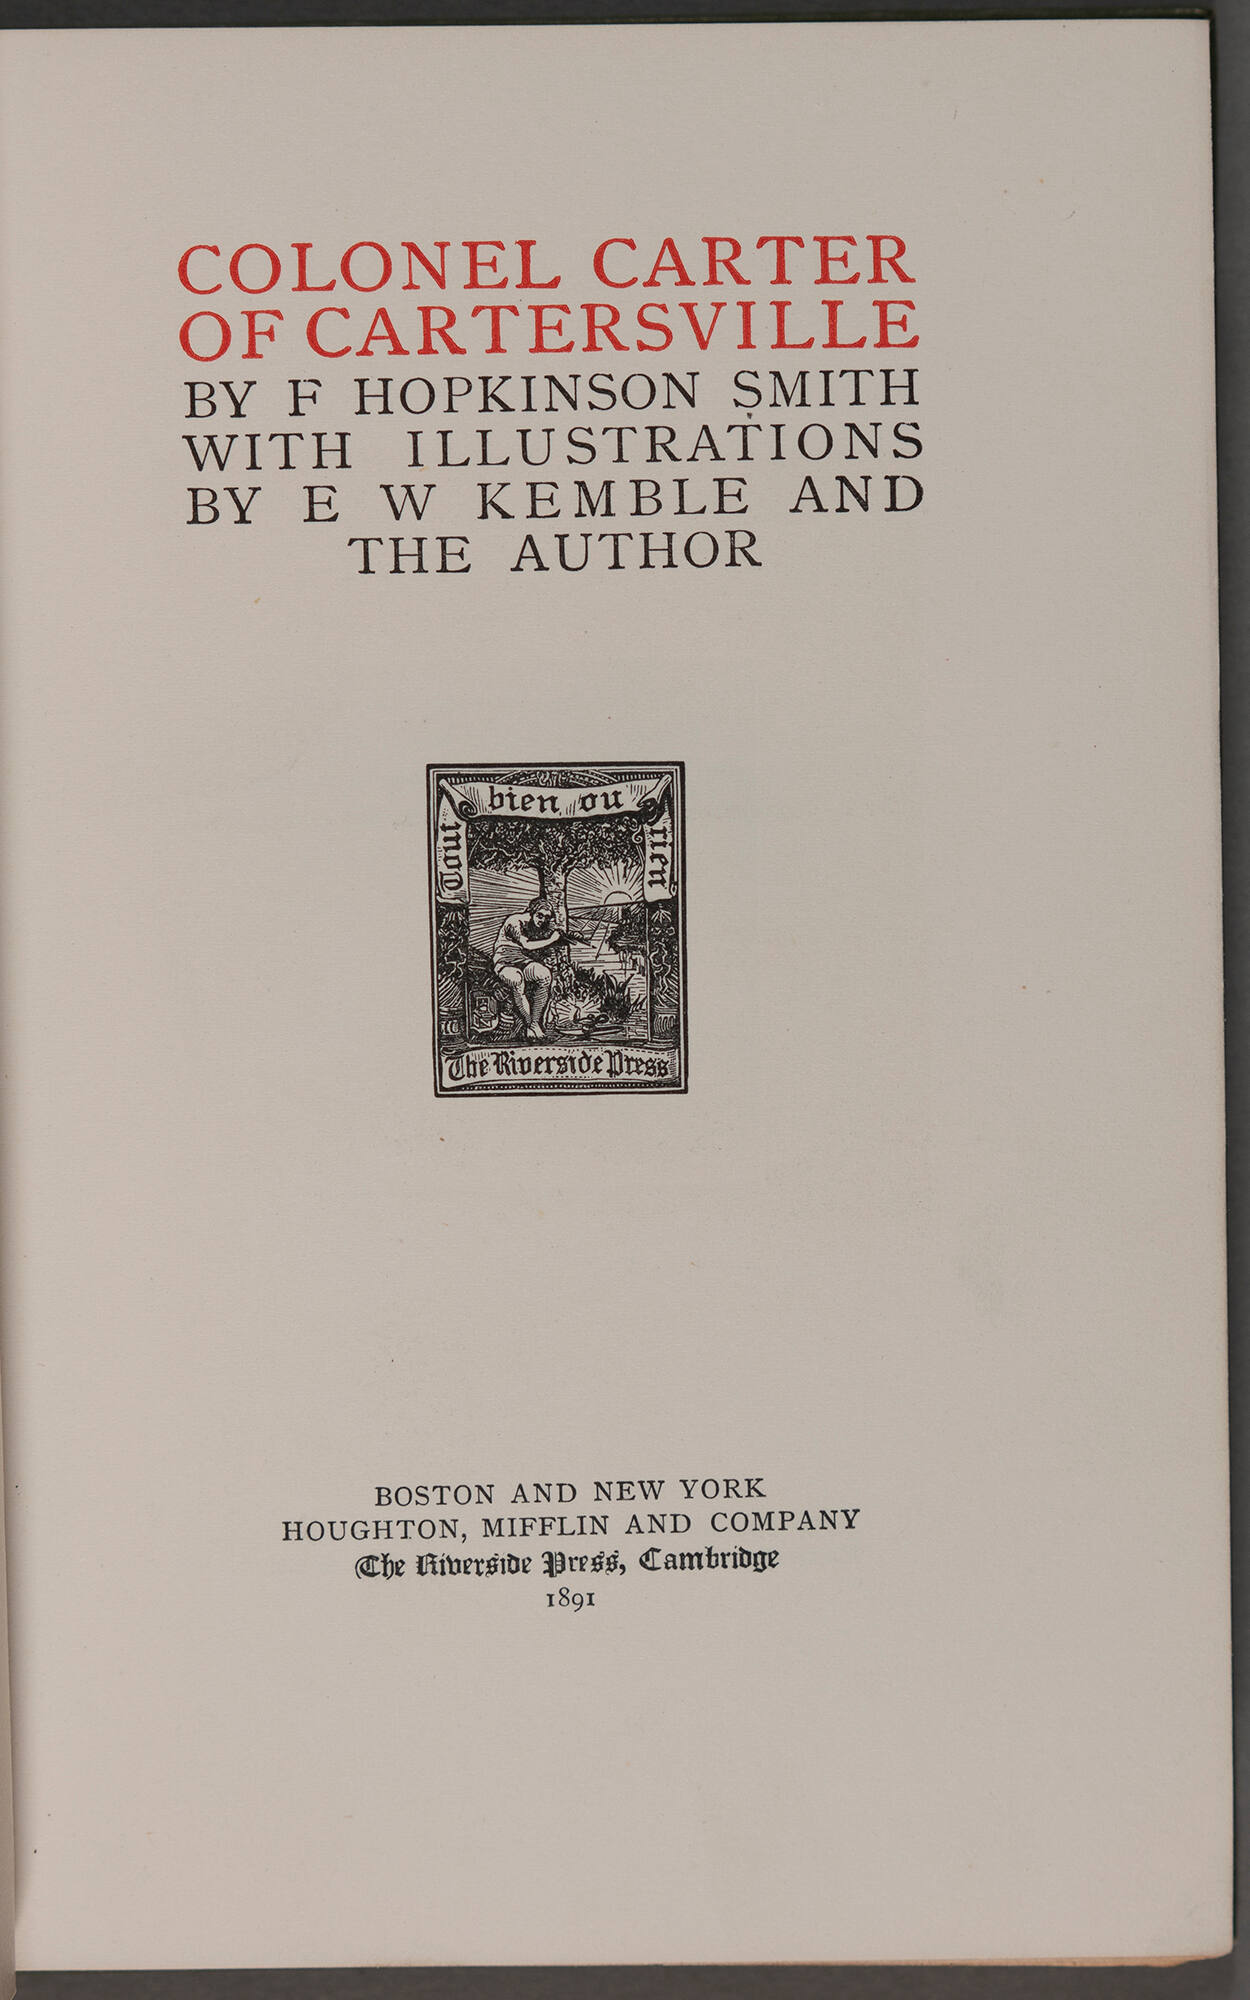 COLONEL CARTER
OF CARTERSVILLE
BY F HOPKINSON SMITH
WITH ILLUSTRATIONS
BY E W KEMBLE AND
THE AUTHOR
Tout
bien ou
rien
The Riverside Press
BOSTON AND NEW YORK
HOUGHTON, MIFFLIN AND COMPANY
The Riverside Press, Cambridge
1891